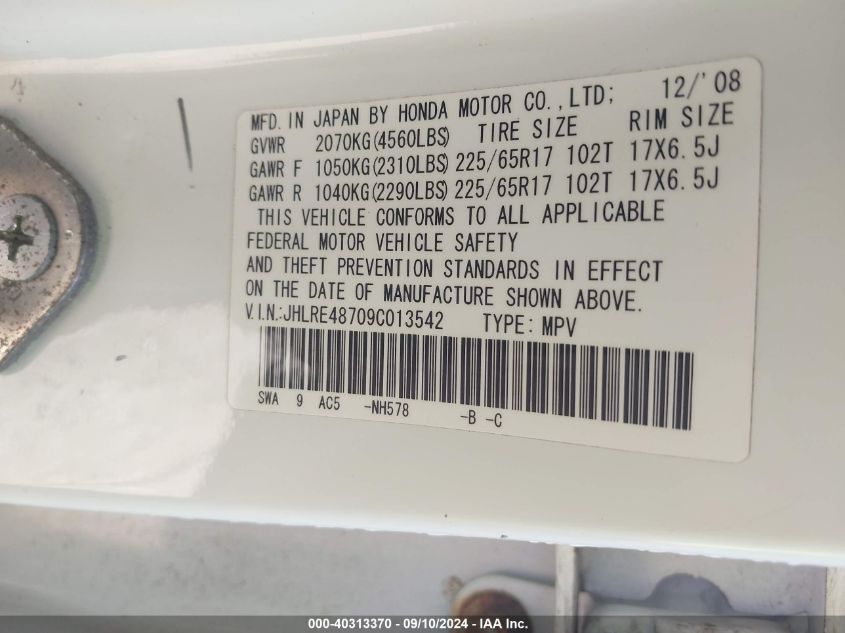 MFD. IN JAPAN BY HONDA MOTOR CO.,LTD; 12/'08
GVWR 2070KG(4560LBS) TIRE SIZE RIM SIZE
GAWR F 1050KG(2310LBS) 225/65R17 102T 17X6.5J
GAWR R 1040KG(2290LBS) 225/65R17 102T 17X6.5J
THIS VEHICLE CONFORMS TO ALL APPLICABLE
FEDERAL MOTOR VEHICLE SAFETY
AND THEFT PREVENTION STANDARDS IN EFFECT
ON THE DATE OF MANUFACTURE SHOWN ABOVE.
V.I.N.:JHLRE48709C013542 TYPE: MPV
SWA 9 AC5 -NH578 -B -C
000-40313370 - 09/10/2024 - IAA Inc.